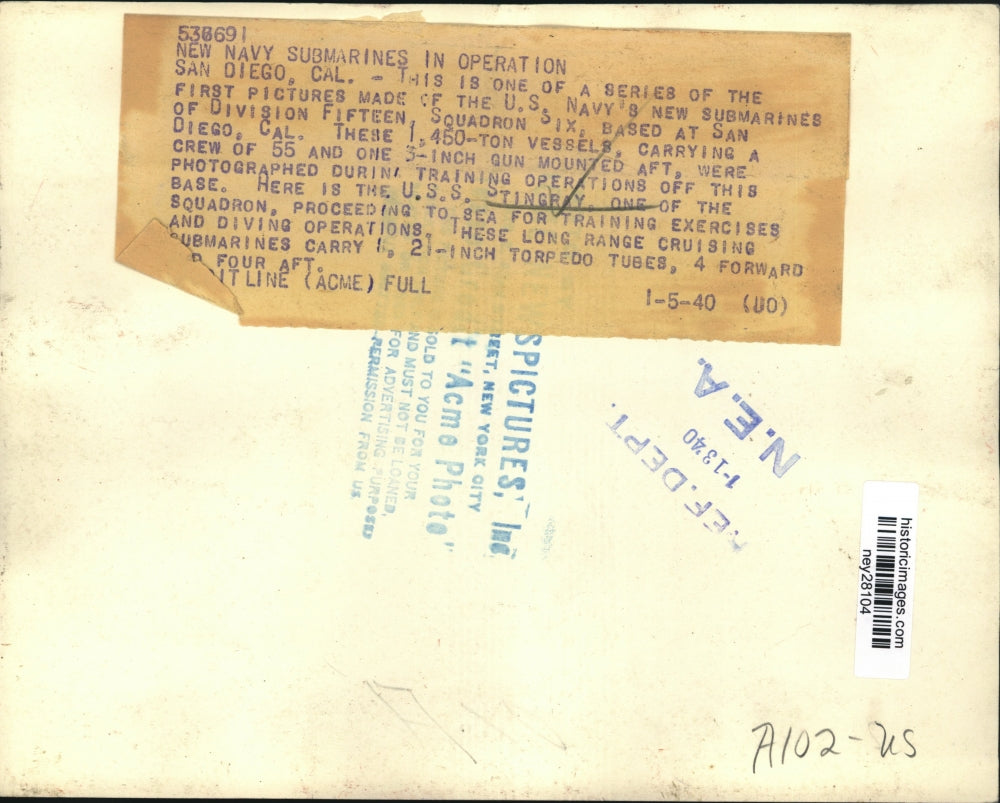 536691
NEW NAVY SUBMARINES IN OPERATION
SAN DIEGO, CAL. - THIS IS ONE OF A SERIES OF THE
FIRST PICTURES MADE OF THE U.S. NAVY'S NEW SUBMARINES
OF DIVISION FIFTEEN, SQUADRON SIX, BASED AT SAN
DIEGO, CAL. THESE 1,450-TON VESSELS, CARRYING A
CREW OF 55 AND ONE 3-INCH GUN MOUNTED AFT, WERE
PHOTOGRAPHED DURING TRAINING OPERATIONS OFF THIS
BASE. HERE IS THE U.S.S. STINGRAY, ONE OF THE
SQUADRON, PROCEEDING TO SEA FOR TRAINING EXERCISES
AND DIVING OPERATIONS. THESE LONG RANGE CRUISING
SUBMARINES CARRY 8, 21-INCH TORPEDO TUBES, 4 FORWARD
FOUR AFT.
LINE (ACME) FULL
1-5-40 (UO)
SPICTURES, Inc
REET, NEW YORK CITY
"Acme Photo"
SOLD TO YOU FOR YOUR
AND MUST NOT BE LOANED,
FOR ADVERTISING PURPOSES
PERMISSION FROM US
N.E.A.
1-1340
REF. DEPT.
historicimages.com
ney28104
A102-US